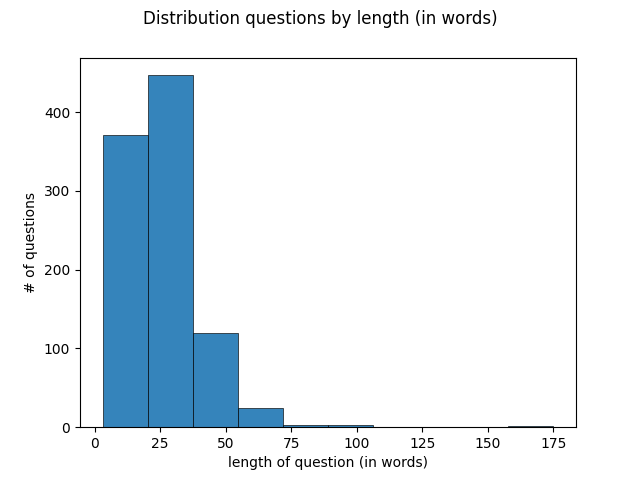 Distribution questions by length (in words)
400
300
200
100
0
# of questions
0 25 50 75 100 125 150 175
length of question (in words)